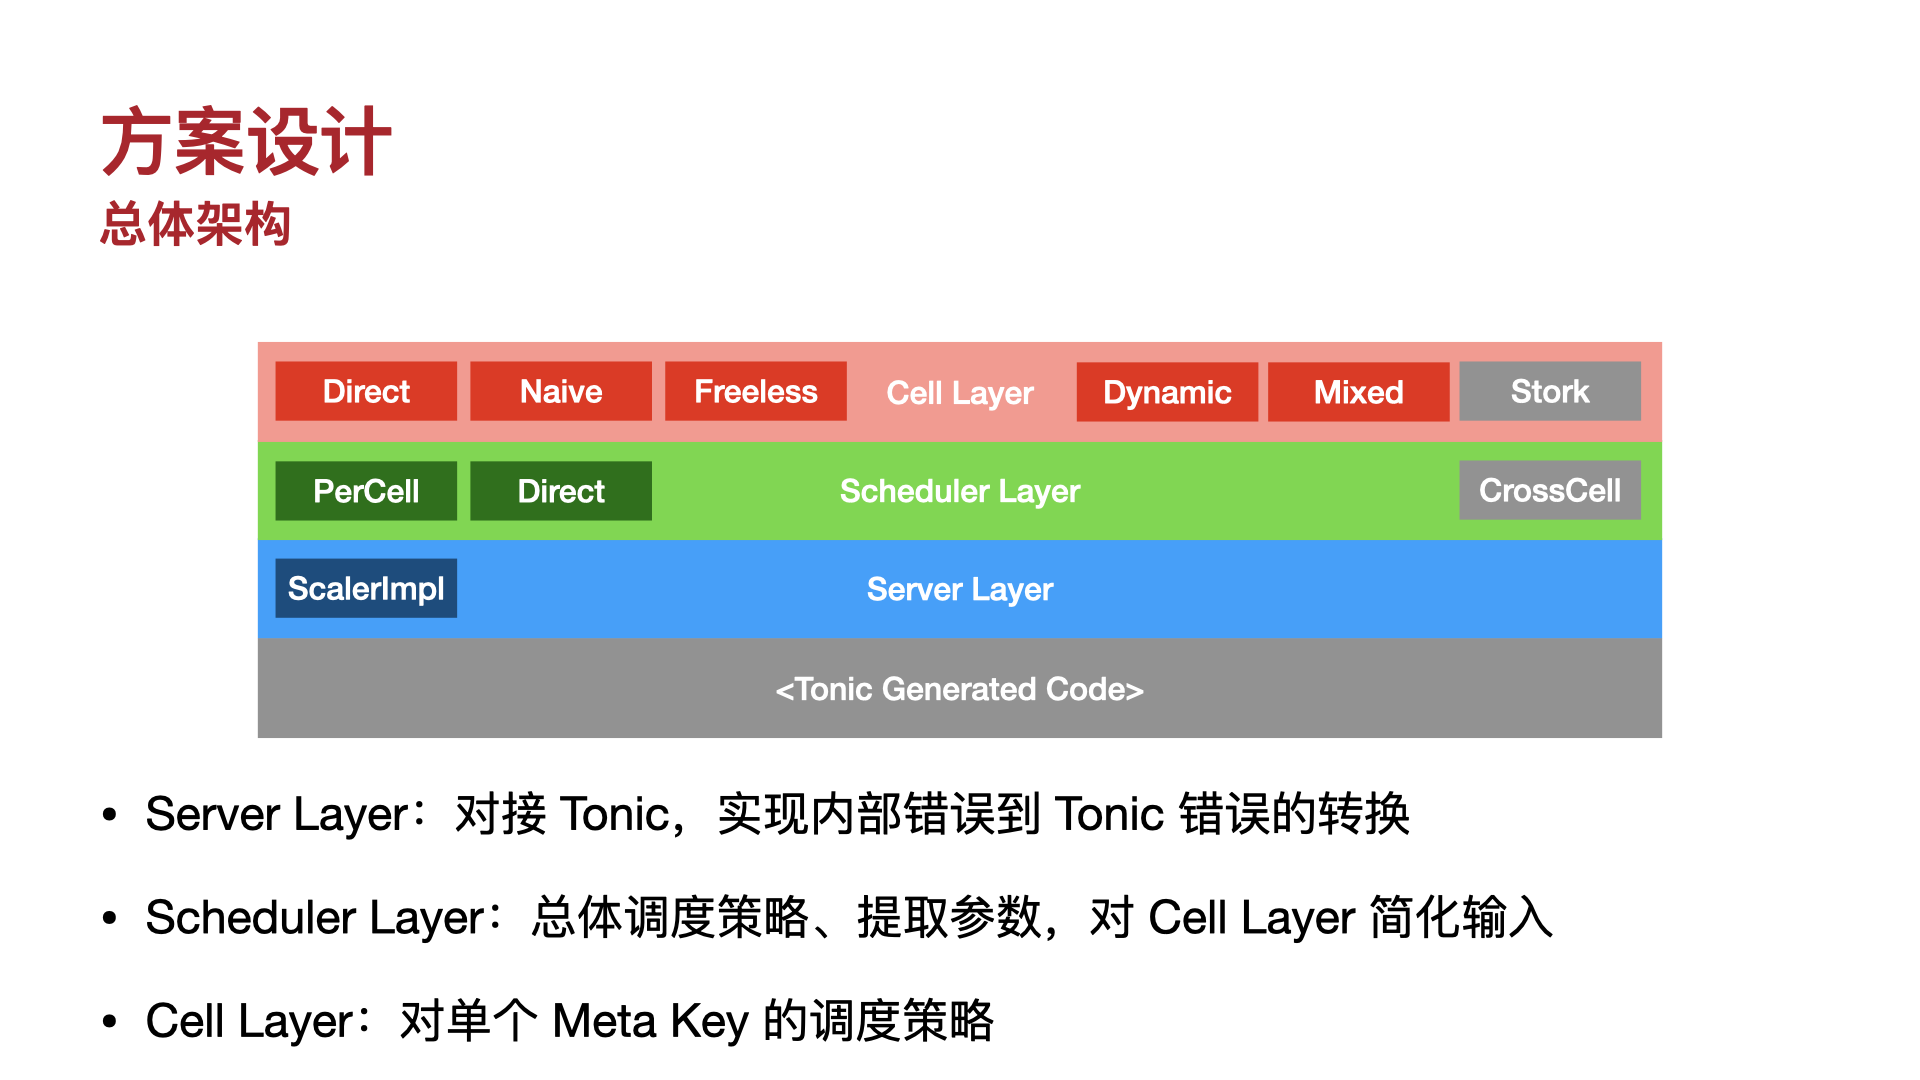 方案设计
总体架构
Direct Naive Freeless Cell Layer Dynamic Mixed Stork
PerCell Direct Scheduler Layer CrossCell
ScalerImpl Server Layer
<Tonic Generated Code>
• Server Layer：对接 Tonic，实现内部错误到 Tonic 错误的转换
• Scheduler Layer：总体调度策略、提取参数，对 Cell Layer 简化输入
• Cell Layer：对单个 Meta Key 的调度策略